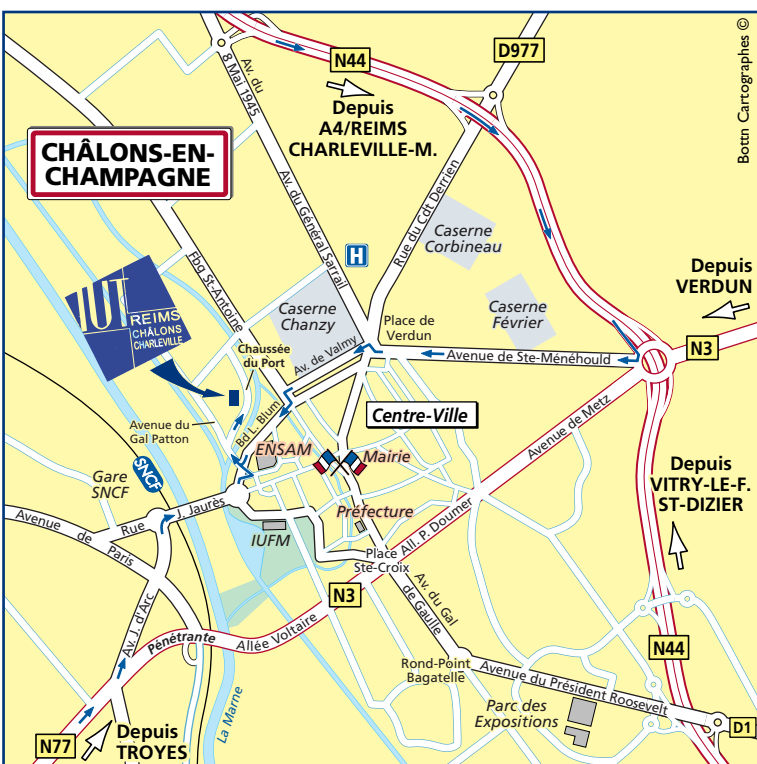 N44
D977
Bottn Cartographes ©
Av. du
8 Mai 1945
Depuis
A4/REIMS
CHARLEVILLE-M.
CHÂLONS-EN-
CHAMPAGNE
Av. du Général Sarrail
Rue du Cdt Derrien
Caserne
Corbineau
H
Fbg St-Antoine
Depuis
VERDUN
IUT
REIMS
CHÂLONS
CHARLEVILLE
Caserne
Chanzy
Caserne
Février
Place de
Verdun
N3
Chaussée
du Port
Av. de Valmy
Avenue de Ste-Ménéhould
Avenue du
Gal Patton
Bd L. Blum
Centre-Ville
Avenue de Metz
ENSAM
Mairie
Gare
SNCF
SNCF
Depuis
VITRY-LE-F.
ST-DIZIER
Préfecture
Rue J. Jaurès
Avenue de Paris
IUFM
Place
Ste-Croix
All. P. Doumer
N3
Av. du Gal
de Gaulle
Av. J. d'Arc
Pénétrante
Allée Voltaire
N44
Rond-Point
Bagatelle
Avenue du Président Roosevelt
La Marne
Parc des
Expositions
N77
Depuis
TROYES
D1